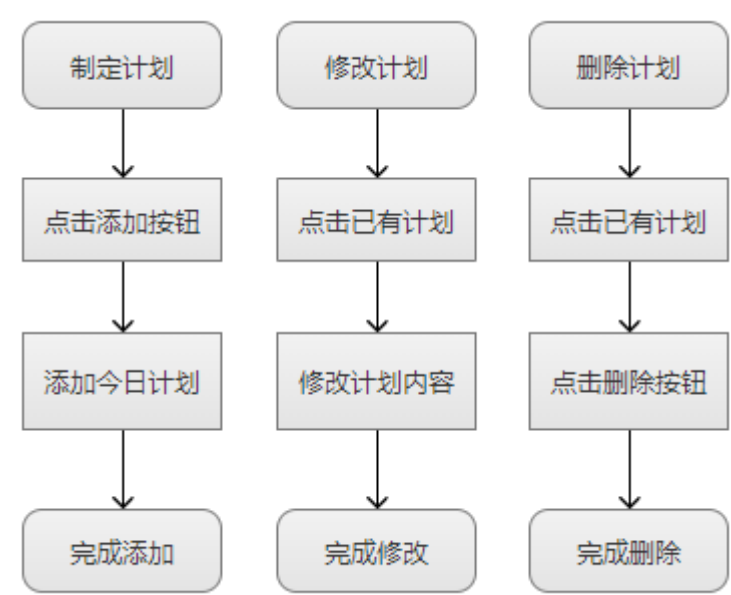 制定计划
点击添加按钮
添加今日计划
完成添加
修改计划
点击已有计划
修改计划内容
完成修改
删除计划
点击已有计划
点击删除按钮
完成删除